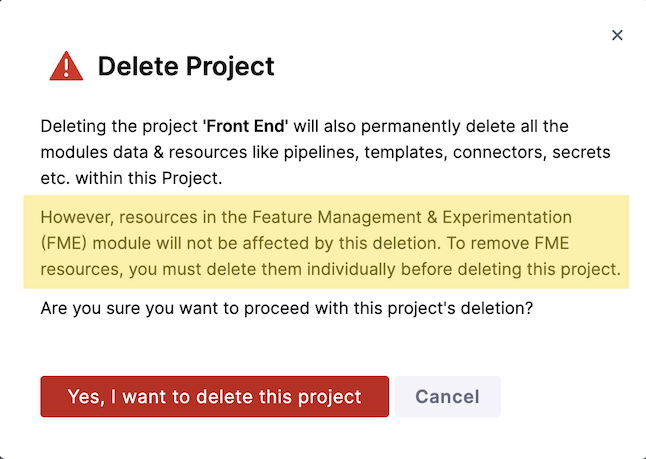 Delete Project
Deleting the project 'Front End' will also permanently delete all the
modules data & resources like pipelines, templates, connectors, secrets
etc. within this Project.
However, resources in the Feature Management & Experimentation
(FME) module will not be affected by this deletion. To remove FME
resources, you must delete them individually before deleting this project.
Are you sure you want to proceed with this project's deletion?
Yes, I want to delete this project
Cancel